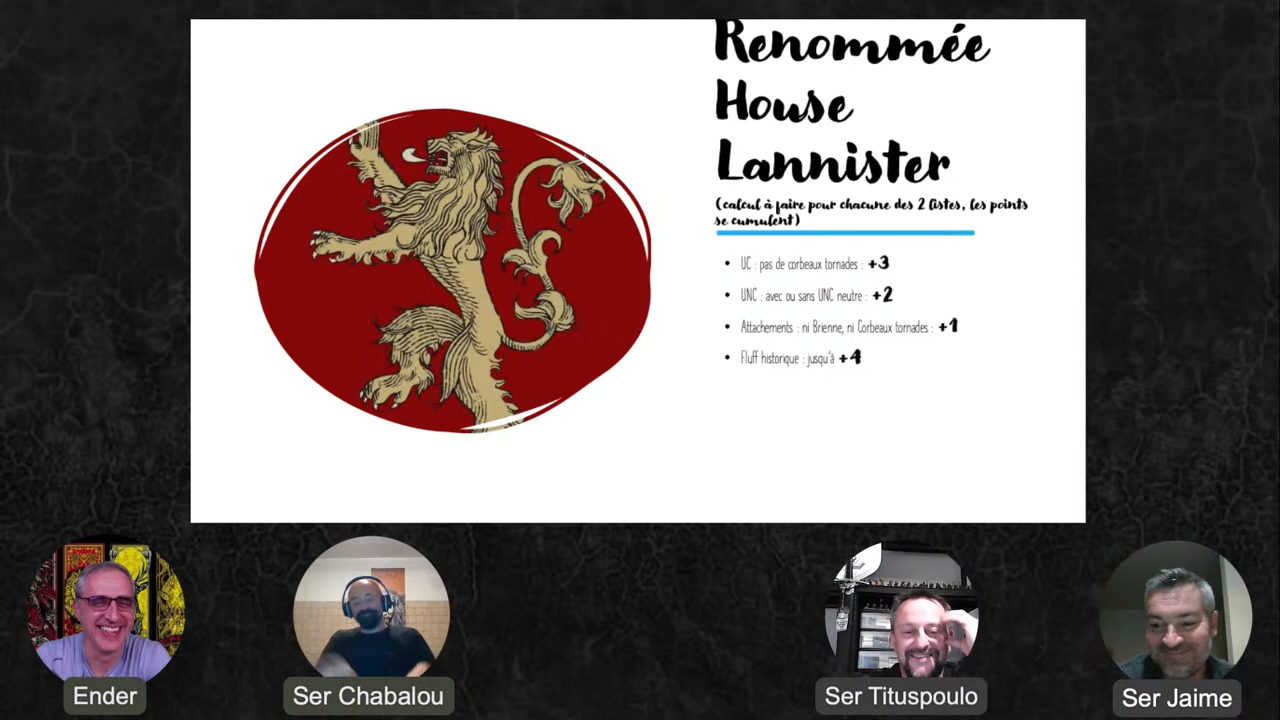 Renommée
House
Lannister
(calcul à faire pour chacune des 2 listes, les points
se cumulent)
• UC : pas de corbeaux tornades : +3
• UNC : avec ou sans UNC neutre : +2
• Attachements : ni Brienne, ni Corbeaux tornades : +1
• Fluff historique : jusqu'à +4
Ender
Ser Chabalou
Ser Tituspoulo
Ser Jaime